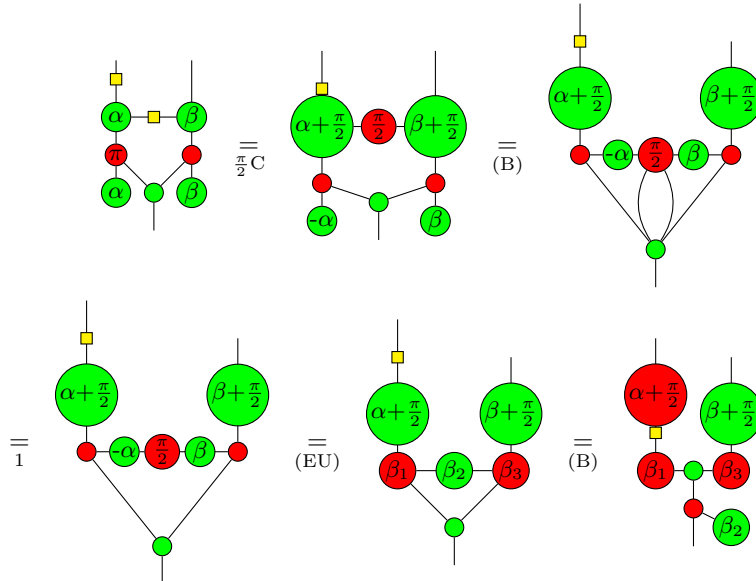 α β = α+π/2 π/2 β+π/2 = α+π/2 β+π/2
π π/2 C (B) -α π/2 β
α β -α β
α+π/2 β+π/2 α+π/2 β+π/2 α+π/2 β+π/2
= -α π/2 β = β₁ β₂ β₃ = β₁ β₃
1 (EU) (B) β₂